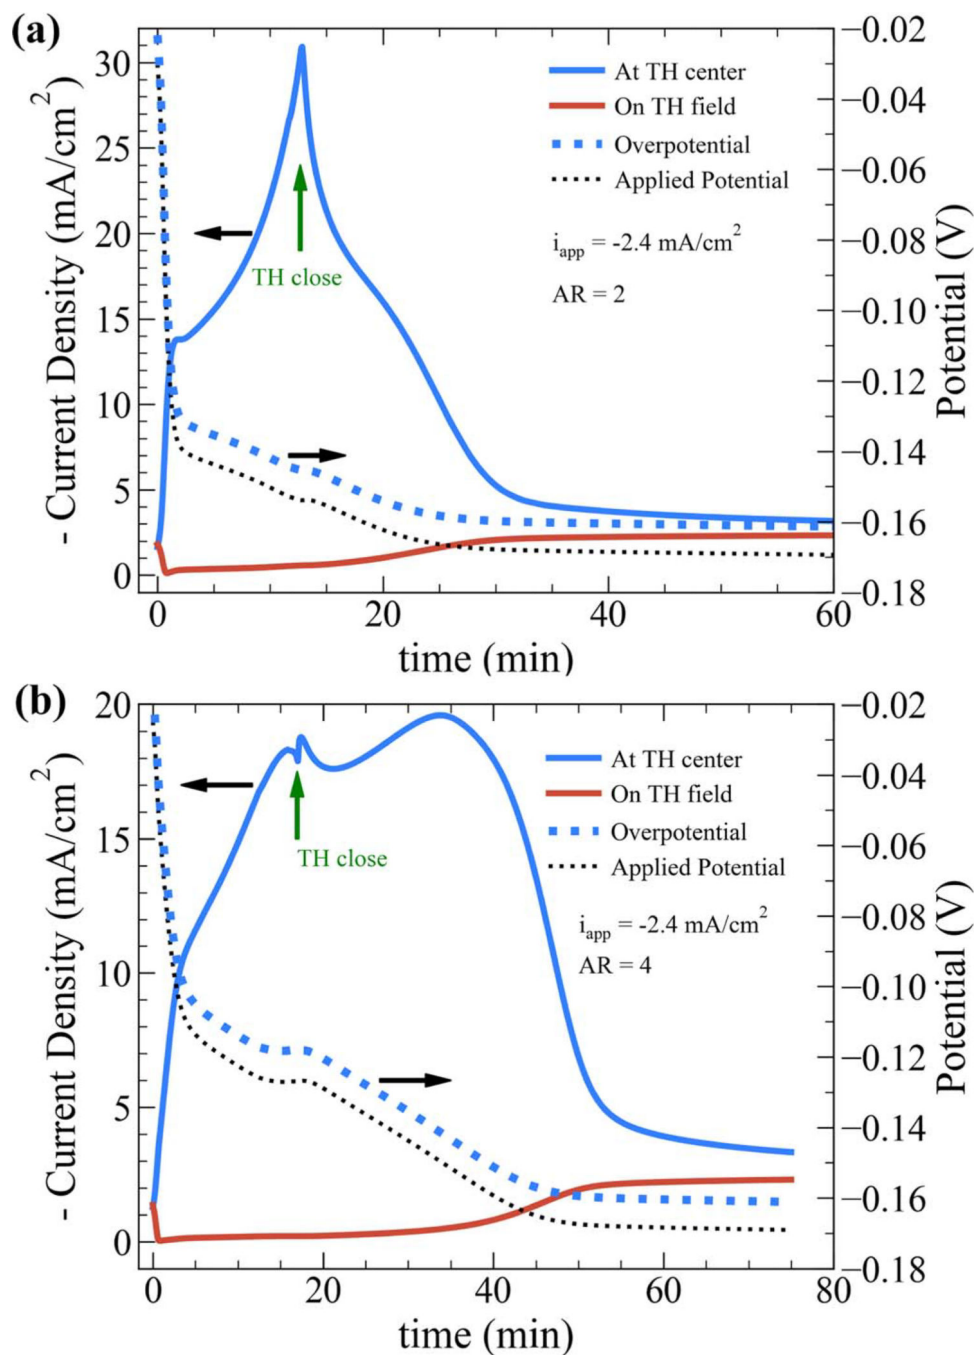 (a)
- Current Density (mA/cm²)
30
25
20
15
10
5
0
At TH center
On TH field
Overpotential
Applied Potential
i_app = -2.4 mA/cm²
AR = 2
TH close
–0.02
–0.04
–0.06
–0.08
–0.10
–0.12
–0.14
–0.16
–0.18
Potential (V)
0 20 40 60
time (min)
(b)
- Current Density (mA/cm²)
20
15
10
5
0
At TH center
On TH field
Overpotential
Applied Potential
i_app = -2.4 mA/cm²
AR = 4
TH close
–0.02
–0.04
–0.06
–0.08
–0.10
–0.12
–0.14
–0.16
–0.18
Potential (V)
0 20 40 60 80
time (min)